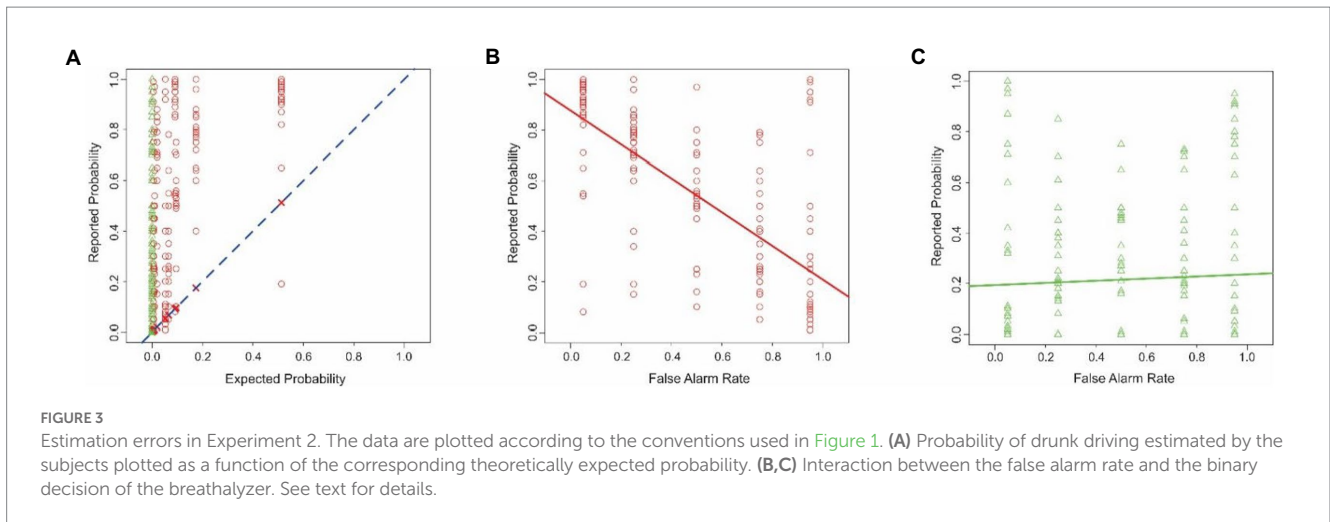 A
B
C
Reported Probability
0.0 0.2 0.4 0.6 0.8 1.0
0.0 0.2 0.4 0.6 0.8 1.0
Expected Probability
Reported Probability
0.0 0.2 0.4 0.6 0.8 1.0
0.0 0.2 0.4 0.6 0.8 1.0
False Alarm Rate
Reported Probability
0.0 0.2 0.4 0.6 0.8 1.0
0.0 0.2 0.4 0.6 0.8 1.0
False Alarm Rate
FIGURE 3
Estimation errors in Experiment 2. The data are plotted according to the conventions used in Figure 1. (A) Probability of drunk driving estimated by the
subjects plotted as a function of the corresponding theoretically expected probability. (B,C) Interaction between the false alarm rate and the binary
decision of the breathalyzer. See text for details.